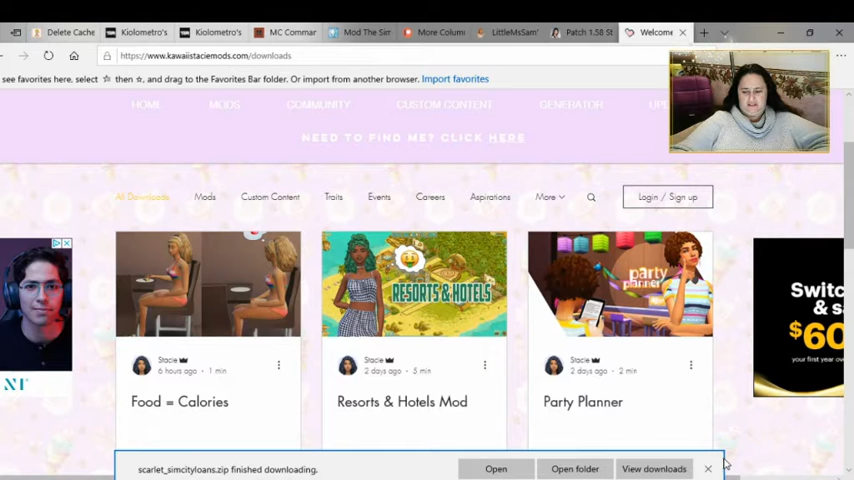 Delete Cache
Kiolometro's
Kiolometro's
MC Commar
Mod The Sim
More Colum
LittleMsSam'
Patch 1.58 St
Welcome
https://www.kawaiistaciemods.com/downloads
see favorites here, select ☆ then ☆, and drag to the Favorites Bar folder. Or import from another browser. Import favorites
HOME MODS COMMUNITY CUSTOM CONTENT GENERATOR
NEED TO FIND ME? CLICK HERE
All Downloads Mods Custom Content Traits Events Careers Aspirations More Login / Sign up
RESORTS & HOTELS
party
planner
Switc
& sa
$60
your first year ov
Stacie
6 hours ago · 1 min
Food = Calories
Stacie
2 days ago · 5 min
Resorts & Hotels Mod
Stacie
2 days ago · 2 min
Party Planner
scarlet_simcityloans.zip finished downloading. Open Open folder View downloads